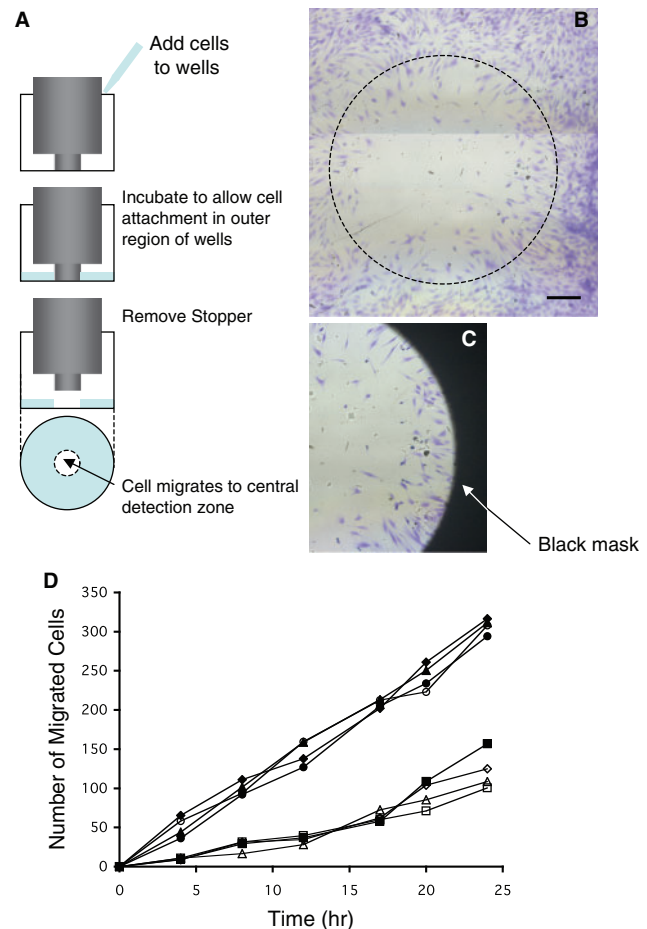 A
Add cells
to wells
Incubate to allow cell
attachment in outer
region of wells
Remove Stopper
Cell migrates to central
detection zone
B
C
Black mask
D
Number of Migrated Cells
350
300
250
200
150
100
50
0
0
5
10
15
20
25
Time (hr)